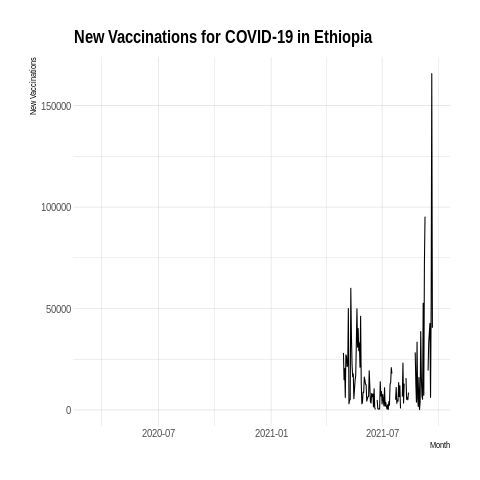 New Vaccinations for COVID-19 in Ethiopia
New Vaccinations
150000
100000
50000
0
2020-07
2021-01
2021-07
Month